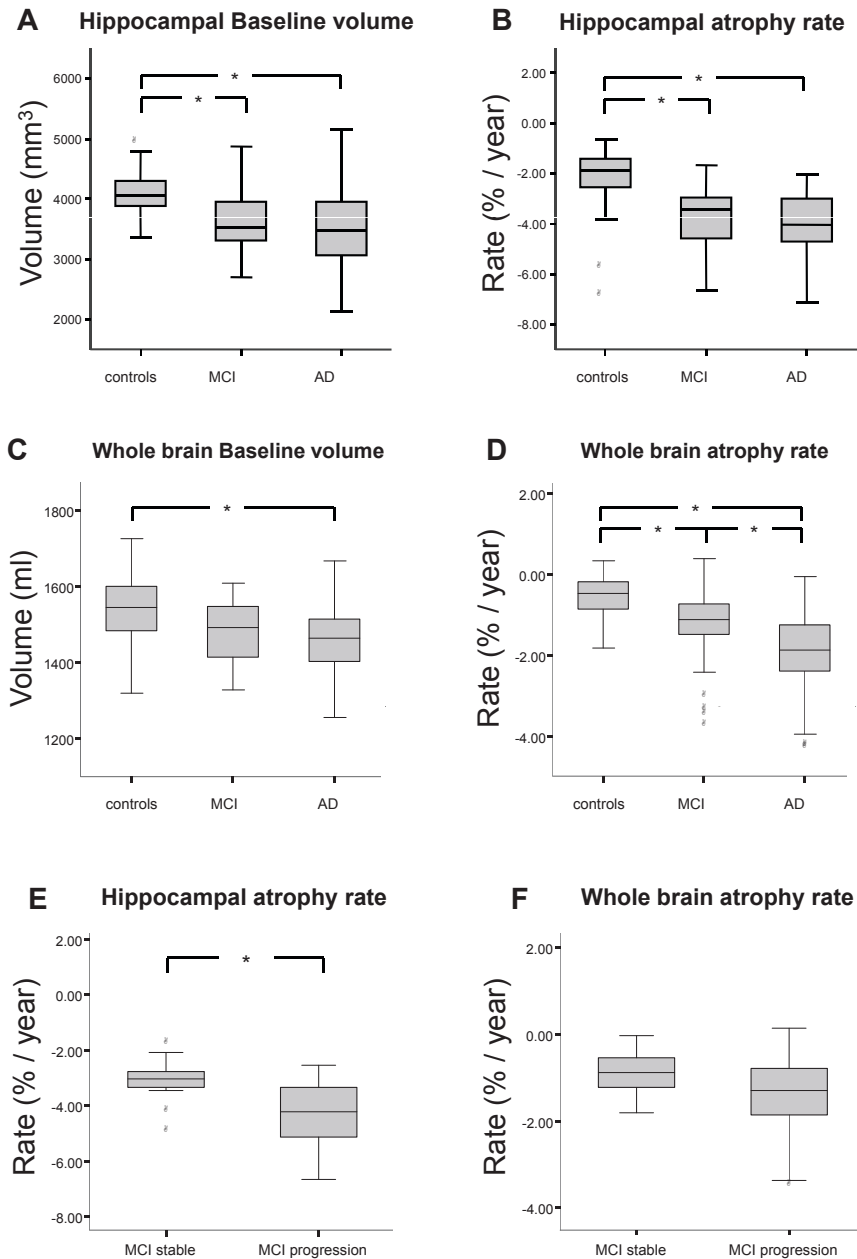 A Hippocampal Baseline volume
Volume (mm³)
6000
5000
4000
3000
2000
*
*
controls MCI AD
B Hippocampal atrophy rate
Rate (% / year)
2.00
0.00
-2.00
-4.00
-6.00
-8.00
*
*
controls MCI AD
C Whole brain Baseline volume
Volume (ml)
1800
1600
1400
1200
*
controls MCI AD
D Whole brain atrophy rate
Rate (% / year)
2.00
0.00
-2.00
-4.00
*
* *
controls MCI AD
E Hippocampal atrophy rate
Rate (% / year)
2.00
0.00
-2.00
-4.00
-6.00
-8.00
*
MCI stable MCI progression
F Whole brain atrophy rate
Rate (% / year)
2.00
0.00
-2.00
-4.00
MCI stable MCI progression